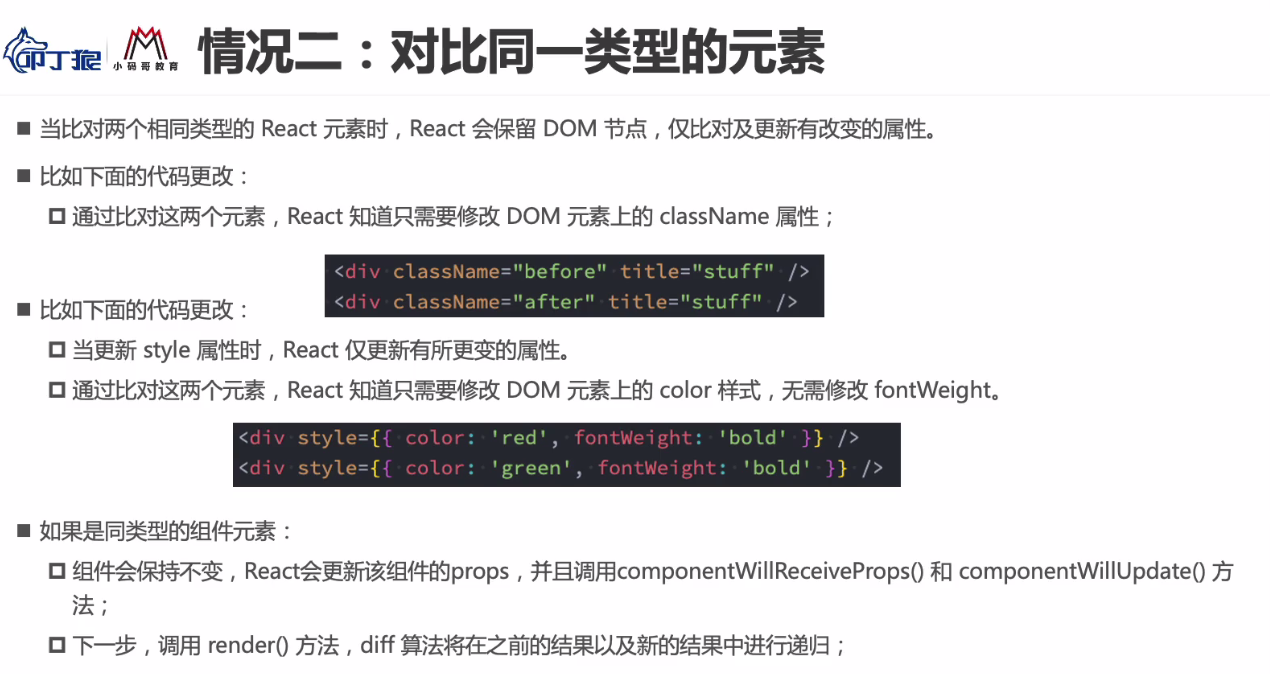 叩丁狼
小码哥教育
情况二：对比同一类型的元素
当比对两个相同类型的 React 元素时，React 会保留 DOM 节点，仅比对及更新有改变的属性。
比如下面的代码更改：
通过比对这两个元素，React 知道只需要修改 DOM 元素上的 className 属性；
<div className="before" title="stuff" />
<div className="after" title="stuff" />
比如下面的代码更改：
当更新 style 属性时，React 仅更新有所更变的属性。
通过比对这两个元素，React 知道只需要修改 DOM 元素上的 color 样式，无需修改 fontWeight。
<div style={{ color: 'red', fontWeight: 'bold' }} />
<div style={{ color: 'green', fontWeight: 'bold' }} />
如果是同类型的组件元素：
组件会保持不变，React会更新该组件的props，并且调用componentWillReceiveProps() 和 componentWillUpdate() 方
法；
下一步，调用 render() 方法，diff 算法将在之前的结果以及新的结果中进行递归；